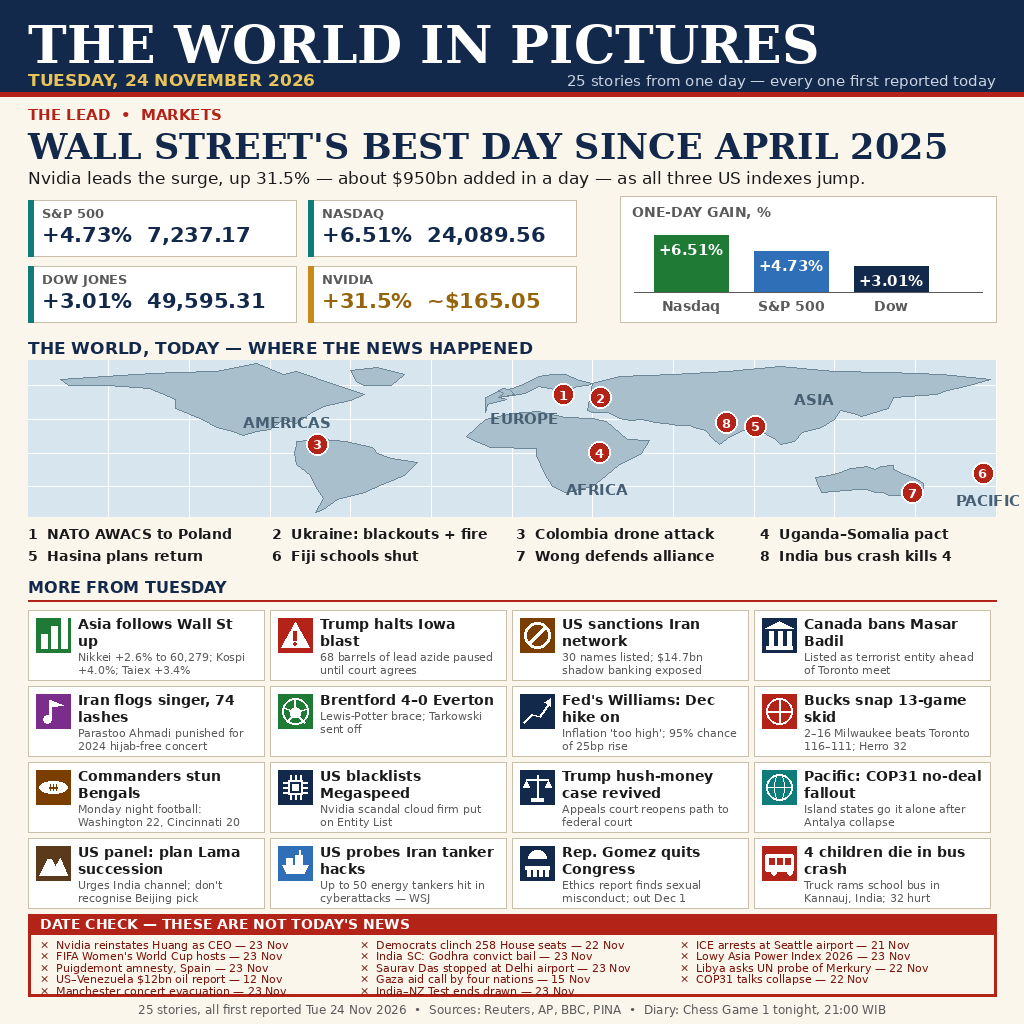 THE WORLD IN PICTURES
TUESDAY, 24 NOVEMBER 2026
25 stories from one day — every one first reported today
THE LEAD • MARKETS
WALL STREET'S BEST DAY SINCE APRIL 2025
Nvidia leads the surge, up 31.5% — about $950bn added in a day — as all three US indexes jump.
S&P 500
+4.73% 7,237.17
NASDAQ
+6.51% 24,089.56
DOW JONES
+3.01% 49,595.31
NVIDIA
+31.5% ~$165.05
ONE-DAY GAIN, %
+6.51%
+4.73%
+3.01%
Nasdaq
S&P 500
Dow
THE WORLD, TODAY — WHERE THE NEWS HAPPENED
AMERICAS
EUROPE
ASIA
AFRICA
PACIFIC
1
2
3
4
5
6
7
8
1 NATO AWACS to Poland
2 Ukraine: blackouts + fire
3 Colombia drone attack
4 Uganda–Somalia pact
5 Hasina plans return
6 Fiji schools shut
7 Wong defends alliance
8 India bus crash kills 4
MORE FROM TUESDAY
Asia follows Wall St
up
Nikkei +2.6% to 60,279; Kospi
+4.0%; Taiex +3.4%
Trump halts Iowa
blast
68 barrels of lead azide paused
until court agrees
US sanctions Iran
network
30 names listed; $14.7bn
shadow banking exposed
Canada bans Masar
Badil
Listed as terrorist entity ahead
of Toronto meet
Iran flogs singer, 74
lashes
Parastoo Ahmadi punished for
2024 hijab-free concert
Brentford 4–0 Everton
Lewis-Potter brace; Tarkowski
sent off
Fed's Williams: Dec
hike on
Inflation 'too high'; 95% chance
of 25bp rise
Bucks snap 13-game
skid
2–16 Milwaukee beats Toronto
116–111; Herro 32
Commanders stun
Bengals
Monday night football:
Washington 22, Cincinnati 20
US blacklists
Megaspeed
Nvidia scandal cloud firm put
on Entity List
Trump hush-money
case revived
Appeals court reopens path to
federal court
Pacific: COP31 no-deal
fallout
Island states go it alone after
Antalya collapse
US panel: plan Lama
succession
Urges India channel; don't
recognise Beijing pick
US probes Iran tanker
hacks
Up to 50 energy tankers hit in
cyberattacks — WSJ
Rep. Gomez quits
Congress
Ethics report finds sexual
misconduct; out Dec 1
4 children die in bus
crash
Truck rams school bus in
Kannauj, India; 32 hurt
DATE CHECK — THESE ARE NOT TODAY'S NEWS
× Nvidia reinstates Huang as CEO — 23 Nov
× FIFA Women's World Cup hosts — 23 Nov
× Puigdemont amnesty, Spain — 23 Nov
× US–Venezuela $12bn oil report — 12 Nov
× Manchester concert evacuation — 23 Nov
× Democrats clinch 258 House seats — 22 Nov
× India SC: Godhra convict bail — 23 Nov
× Saurav Das stopped at Delhi airport — 23 Nov
× Gaza aid call by four nations — 15 Nov
× India–NZ Test ends drawn — 23 Nov
× ICE arrests at Seattle airport — 21 Nov
× Lowy Asia Power Index 2026 — 23 Nov
× Libya asks UN probe of Merkury — 22 Nov
× COP31 talks collapse — 22 Nov
25 stories, all first reported Tue 24 Nov 2026 • Sources: Reuters, AP, BBC, PINA • Diary: Chess Game 1 tonight, 21:00 WIB